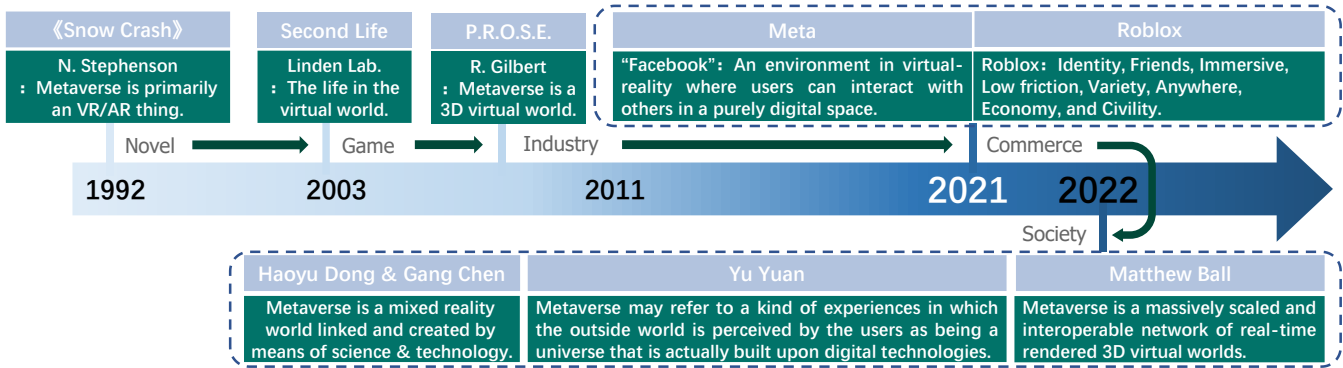 《Snow Crash》
N. Stephenson
: Metaverse is primarily
an VR/AR thing.
Second Life
Linden Lab.
: The life in the
virtual world.
P.R.O.S.E.
R. Gilbert
: Metaverse is a
3D virtual world.
Meta
“Facebook”: An environment in virtual-
reality where users can interact with
others in a purely digital space.
Roblox
Roblox: Identity, Friends, Immersive,
Low friction, Variety, Anywhere,
Economy, and Civility.
Novel
Game
Industry
Commerce
1992
2003
2011
2021
2022
Society
Haoyu Dong & Gang Chen
Metaverse is a mixed reality
world linked and created by
means of science & technology.
Yu Yuan
Metaverse may refer to a kind of experiences in which
the outside world is perceived by the users as being a
universe that is actually built upon digital technologies.
Matthew Ball
Metaverse is a massively scaled and
interoperable network of real-time
rendered 3D virtual worlds.